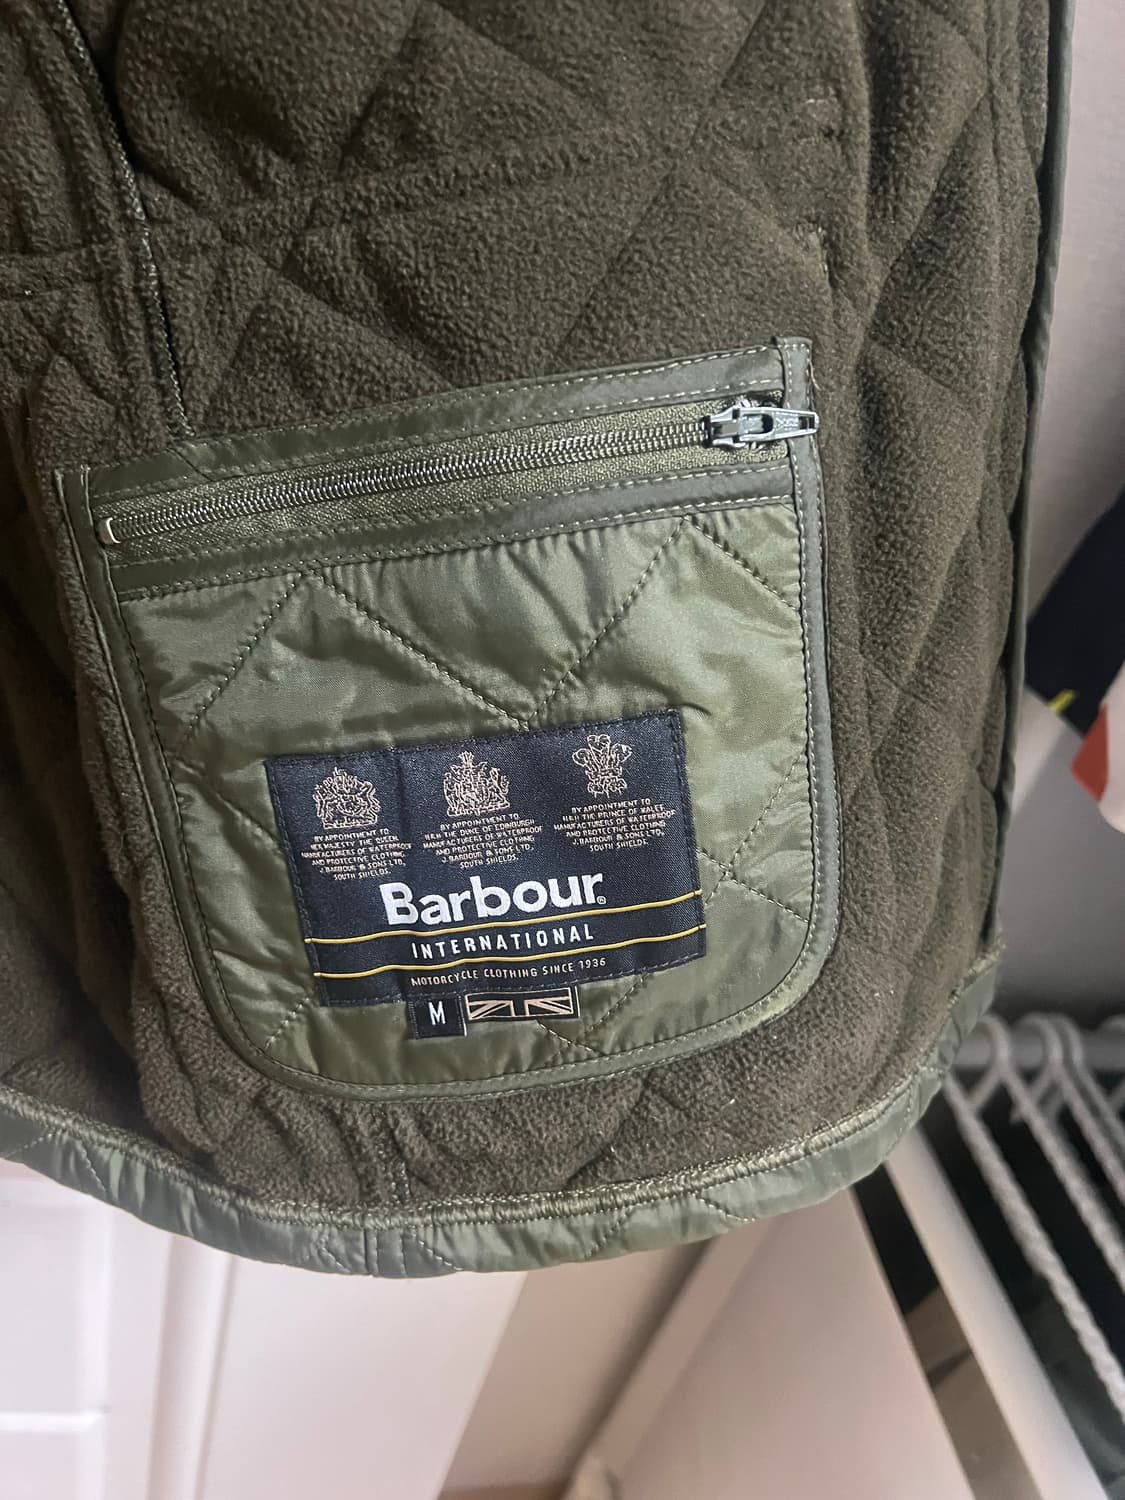 BY APPOINTMENT TO
HER MAJESTY THE QUEEN
MANUFACTURERS OF WATERPROOF
AND PROTECTIVE CLOTHING
J.BARBOUR & SONS LTD,
SOUTH SHIELDS.
BY APPOINTMENT TO
H.R.H THE DUKE OF EDINBURGH
MANUFACTURERS OF WATERPROOF
AND PROTECTIVE CLOTHING
J.BARBOUR & SONS LTD,
SOUTH SHIELDS.
BY APPOINTMENT TO
H.R.H THE PRINCE OF WALES
MANUFACTURERS OF WATERPROOF
AND PROTECTIVE CLOTHING
J.BARBOUR & SONS LTD,
SOUTH SHIELDS.
Barbour®
INTERNATIONAL
MOTORCYCLE CLOTHING SINCE 1936
M